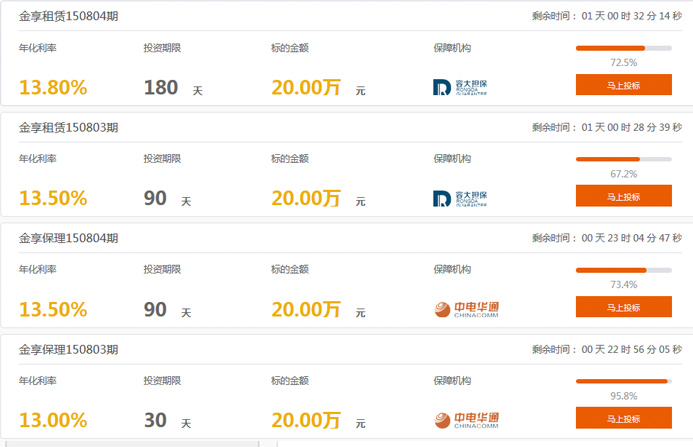 金享租赁150804期 剩余时间： 01 天 00 时 32 分 14 秒
年化利率 投资期限 标的金额 保障机构
72.5%
13.80% 180 天 20.00万 元 容大担保 RONGDA GUARANTEE 马上投标
金享租赁150803期 剩余时间： 01 天 00 时 28 分 39 秒
年化利率 投资期限 标的金额 保障机构
67.2%
13.50% 90 天 20.00万 元 容大担保 RONGDA GUARANTEE 马上投标
金享保理150804期 剩余时间： 00 天 23 时 04 分 47 秒
年化利率 投资期限 标的金额 保障机构
73.4%
13.50% 90 天 20.00万 元 中电华通 CHINACOMM 马上投标
金享保理150803期 剩余时间： 00 天 22 时 56 分 05 秒
年化利率 投资期限 标的金额 保障机构
95.8%
13.00% 30 天 20.00万 元 中电华通 CHINACOMM 马上投标